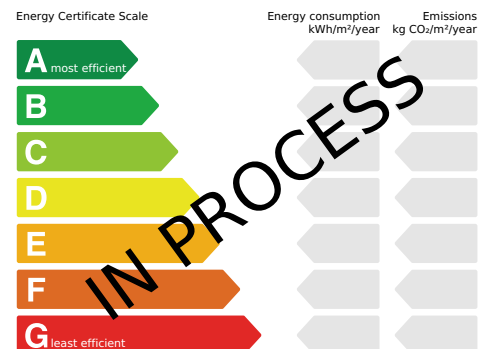 Energy Certificate Scale
Energy consumption
kWh/m²/year
Emissions
kg CO₂/m²/year
A most efficient
B
C
D
E
F
G least efficient
IN PROCESS